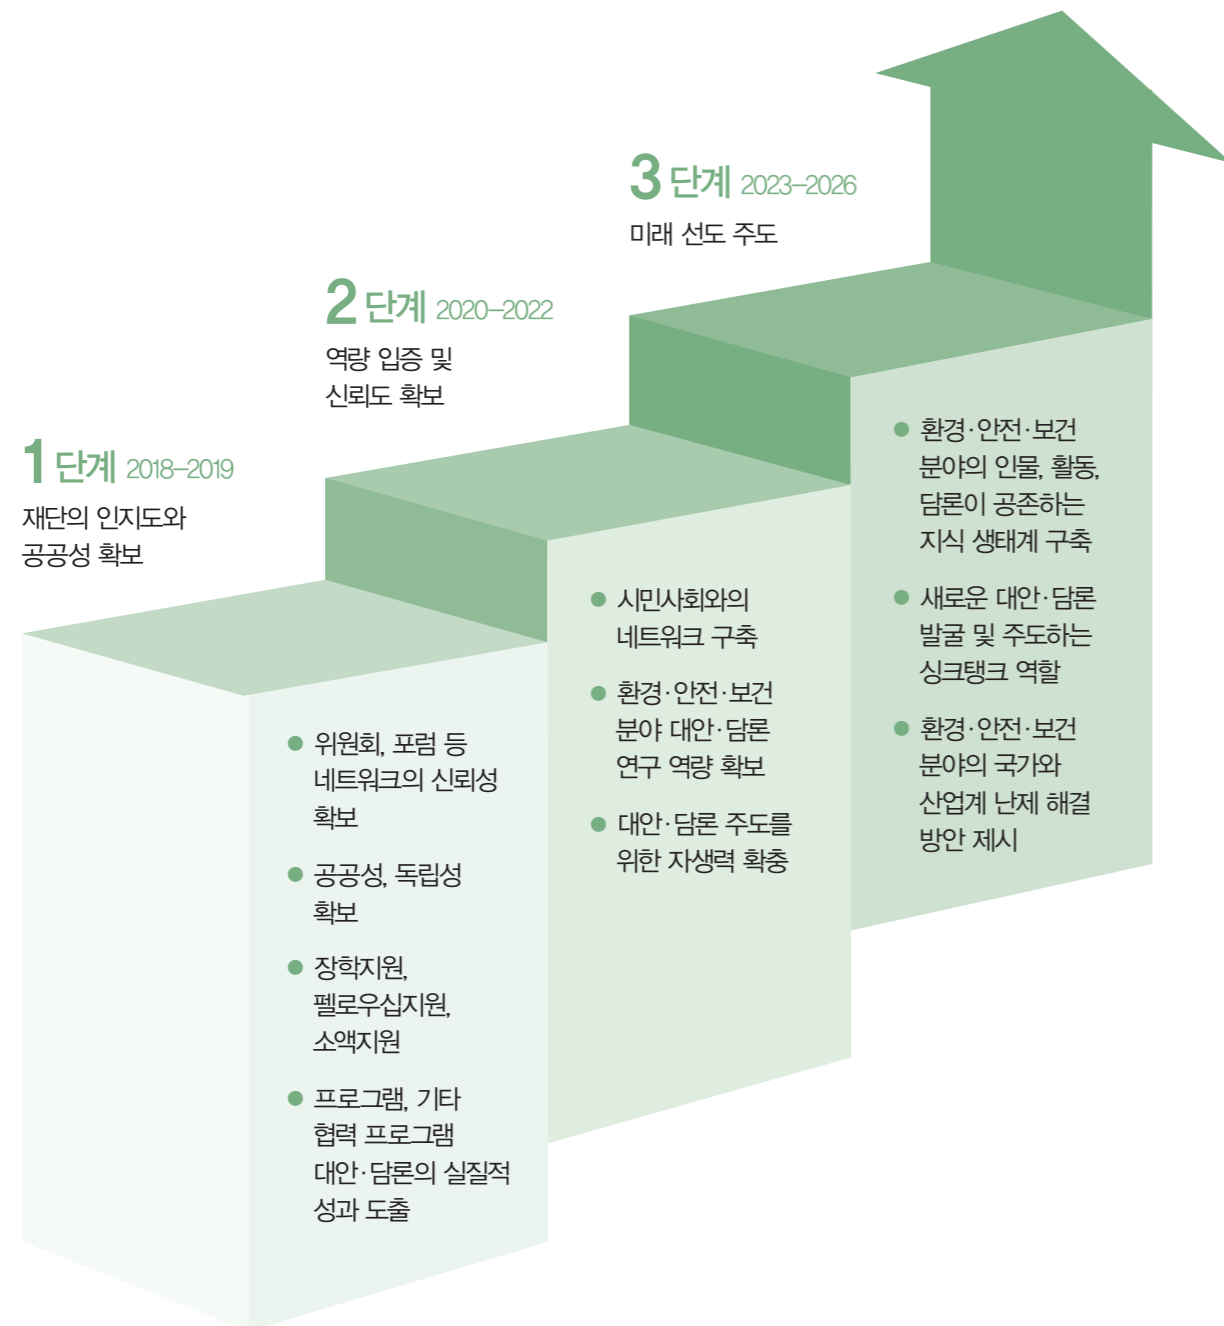 1단계 2018–2019
재단의 인지도와
공공성 확보
위원회, 포럼 등
네트워크의 신뢰성
확보
공공성, 독립성
확보
장학지원,
펠로우십지원,
소액지원
프로그램, 기타
협력 프로그램
대안·담론의 실질적
성과 도출
2단계 2020–2022
역량 입증 및
신뢰도 확보
시민사회와의
네트워크 구축
환경·안전·보건
분야 대안·담론
연구 역량 확보
대안·담론 주도를
위한 자생력 확충
3단계 2023–2026
미래 선도 주도
환경·안전·보건
분야의 인물, 활동,
담론이 공존하는
지식 생태계 구축
새로운 대안·담론
발굴 및 주도하는
싱크탱크 역할
환경·안전·보건
분야의 국가와
산업계 난제 해결
방안 제시